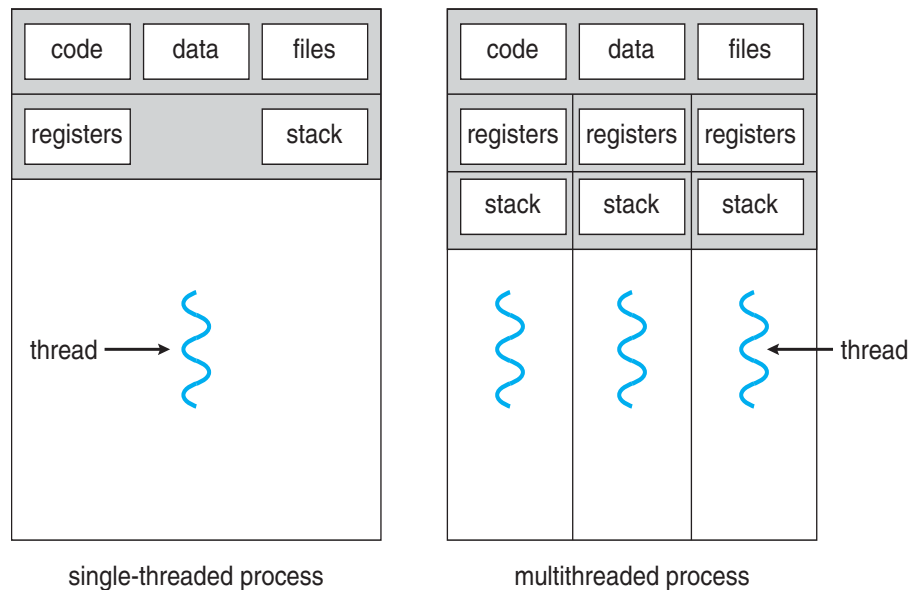 code data files
registers stack
thread
single-threaded process
code data files
registers registers registers
stack stack stack
thread
multithreaded process